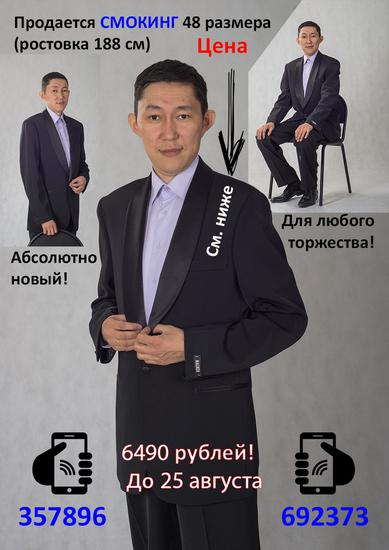 Продается СМОКИНГ 48 размера
(ростовка 188 см)
Цена
См. ниже
Абсолютно
новый!
Для любого
торжества!
6490 рублей!
До 25 августа
357896
692373